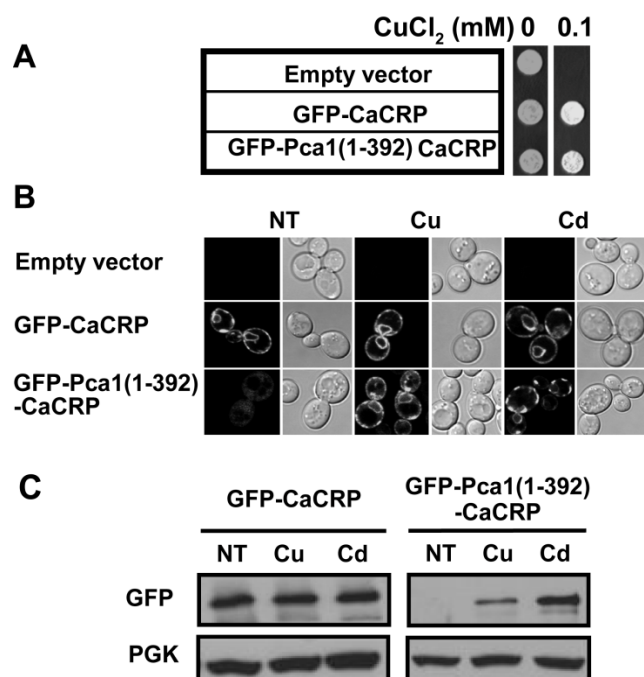 CuCl2 (mM) 0 0.1
A
Empty vector
GFP-CaCRP
GFP-Pca1(1-392) CaCRP
B
NT Cu Cd
Empty vector
GFP-CaCRP
GFP-Pca1(1-392)
-CaCRP
C
GFP-CaCRP
GFP-Pca1(1-392)
-CaCRP
NT Cu Cd NT Cu Cd
GFP
PGK